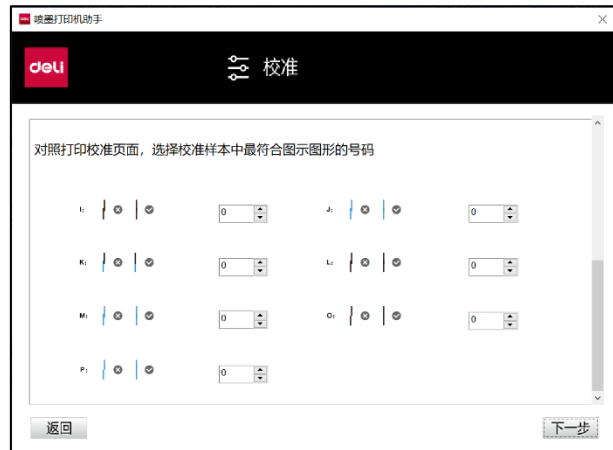 deli 喷墨打印机助手
deli
校准
对照打印校准页面，选择校准样本中最符合图示图形的号码
I: 0 J: 0
K: 0 L: 0
M: 0 O: 0
P: 0
返回 下一步